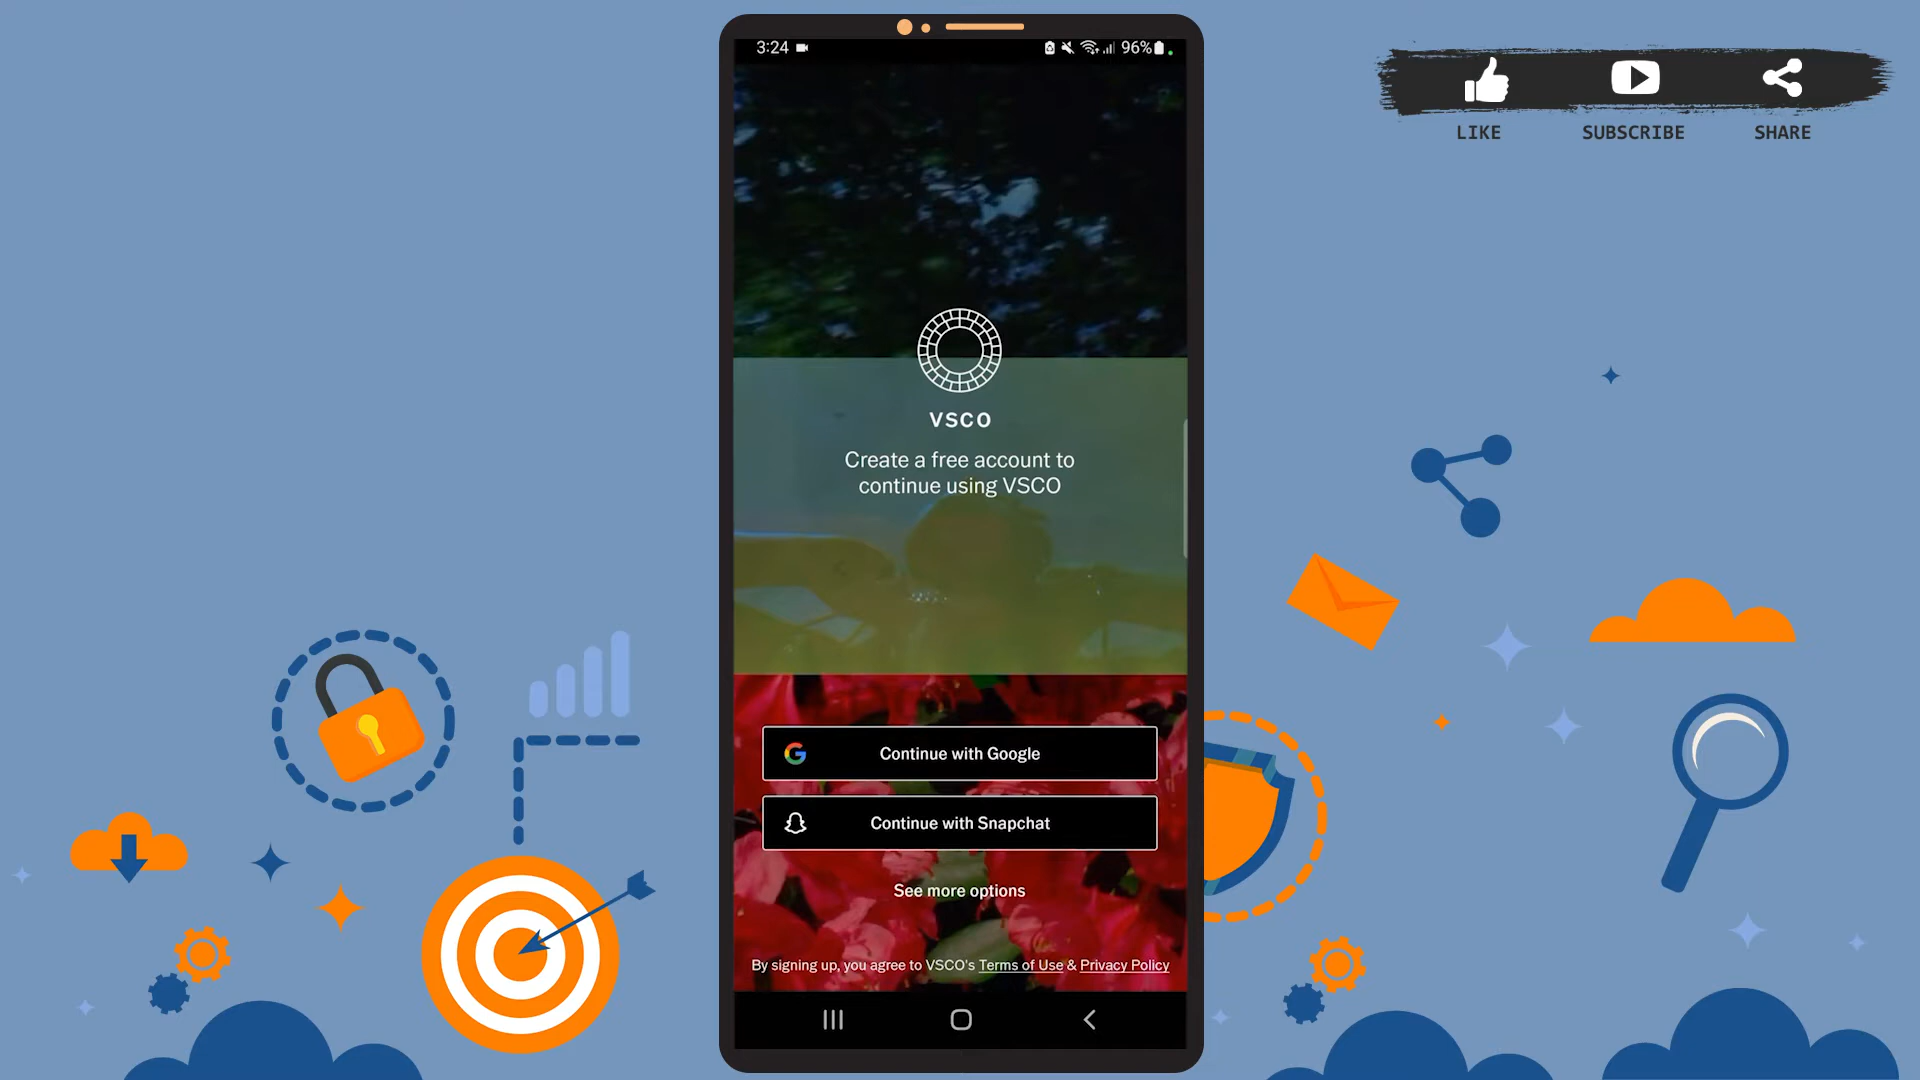 3:24
96%
LIKE
SUBSCRIBE
SHARE
VSCO
Create a free account to
continue using VSCO
Continue with Google
Continue with Snapchat
See more options
By signing up, you agree to VSCO's Terms of Use & Privacy Policy